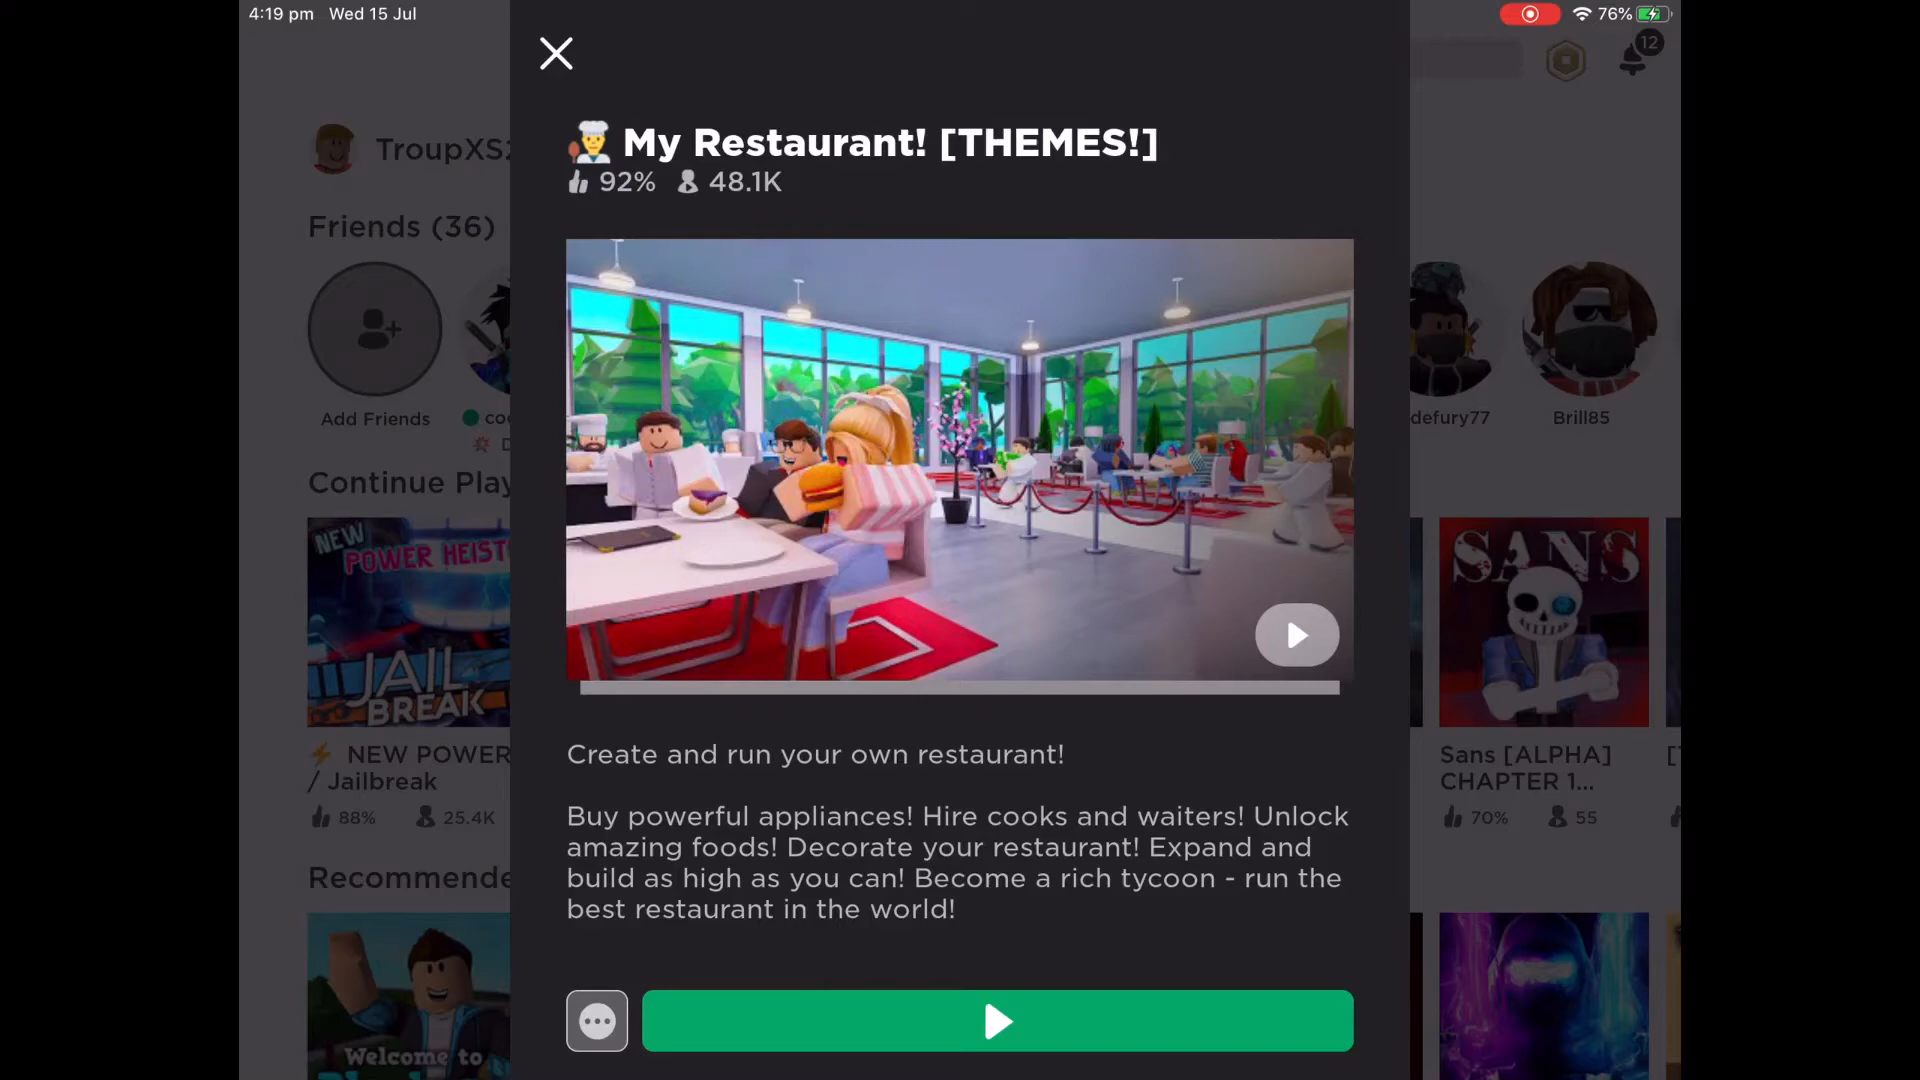 4:19 pm Wed 15 Jul
76%
12
TroupXS
My Restaurant! [THEMES!]
92% 48.1K
Friends (36)
Add Friends
defury77
Brill85
Continue Play
NEW
POWER HEIST
JAIL
BREAK
SANS
NEW POWER
/ Jailbreak
88% 25.4K
Create and run your own restaurant!
Buy powerful appliances! Hire cooks and waiters! Unlock
amazing foods! Decorate your restaurant! Expand and
build as high as you can! Become a rich tycoon - run the
best restaurant in the world!
Sans [ALPHA]
CHAPTER 1...
70% 55
Recommende
Welcome to